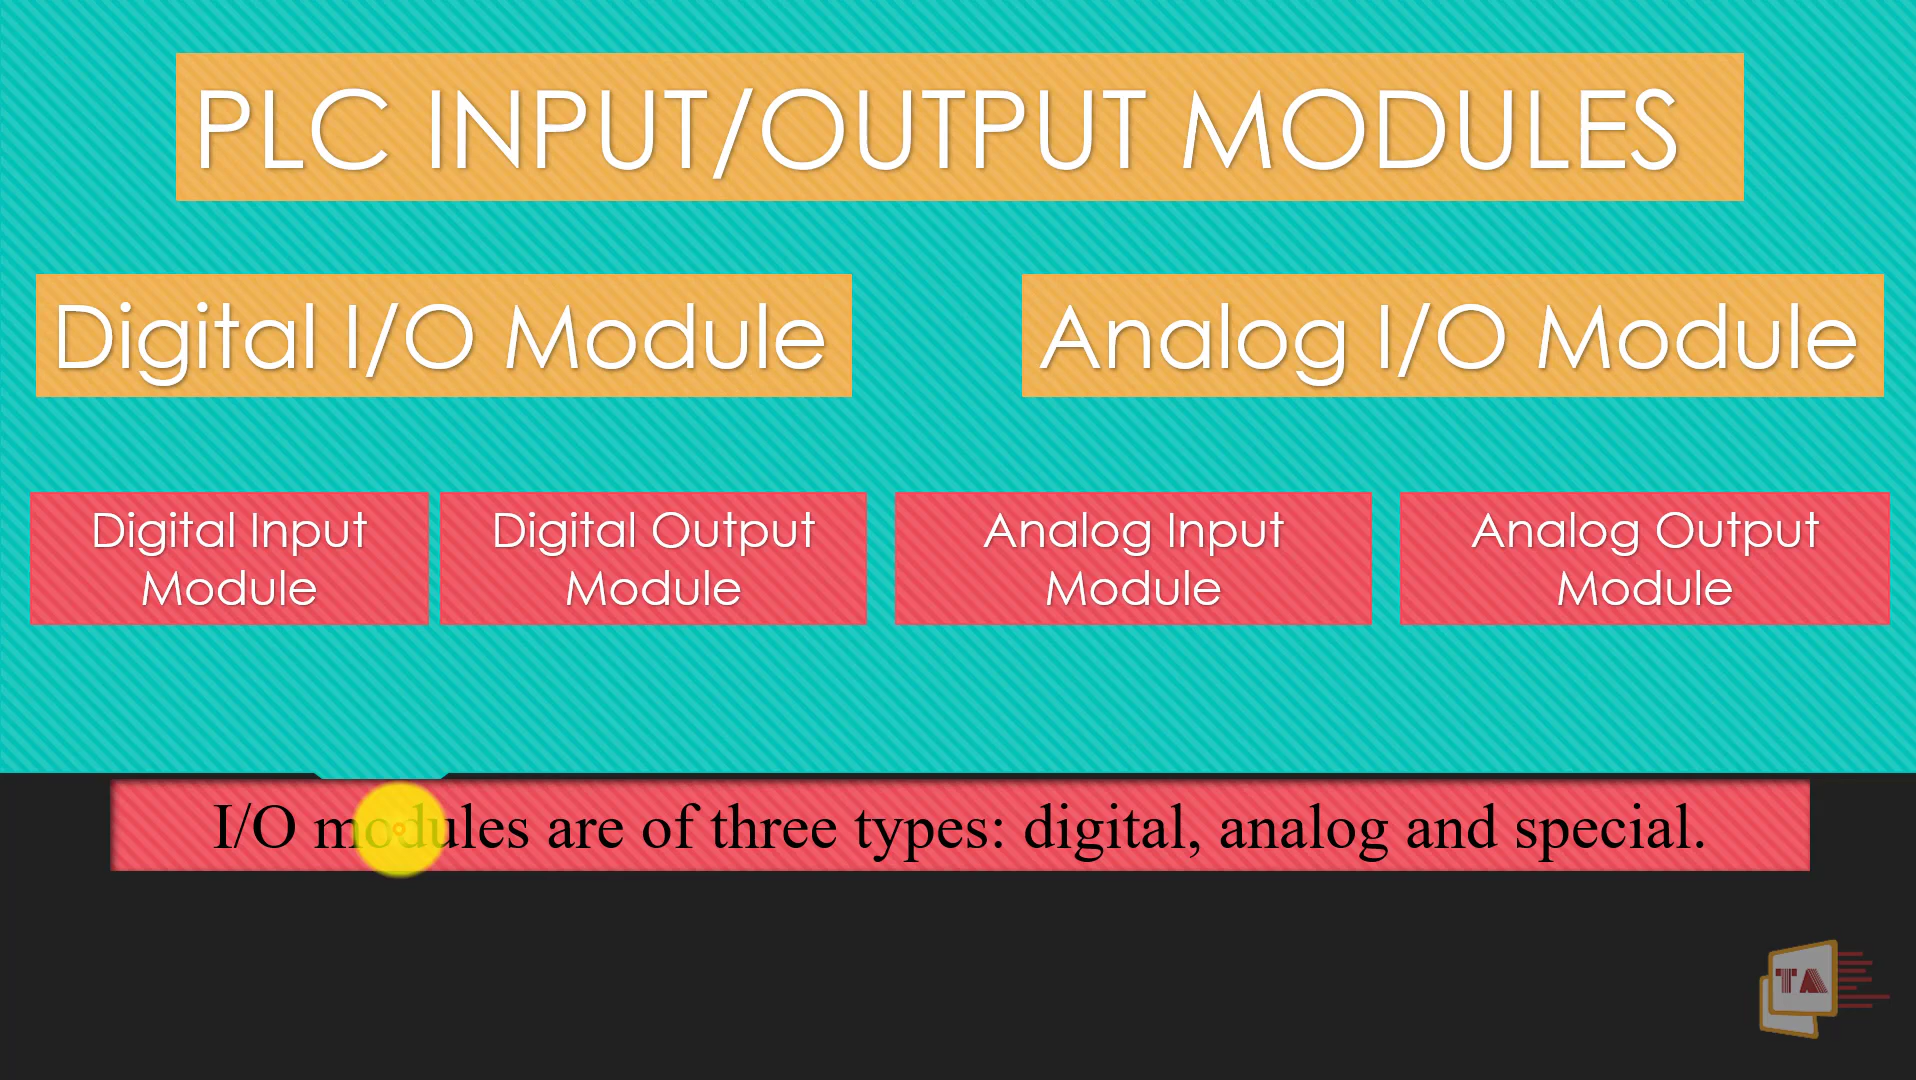 PLC INPUT/OUTPUT MODULES
Digital I/O Module
Analog I/O Module
Digital Input
Module
Digital Output
Module
Analog Input
Module
Analog Output
Module
I/O modules are of three types: digital, analog and special.
TA